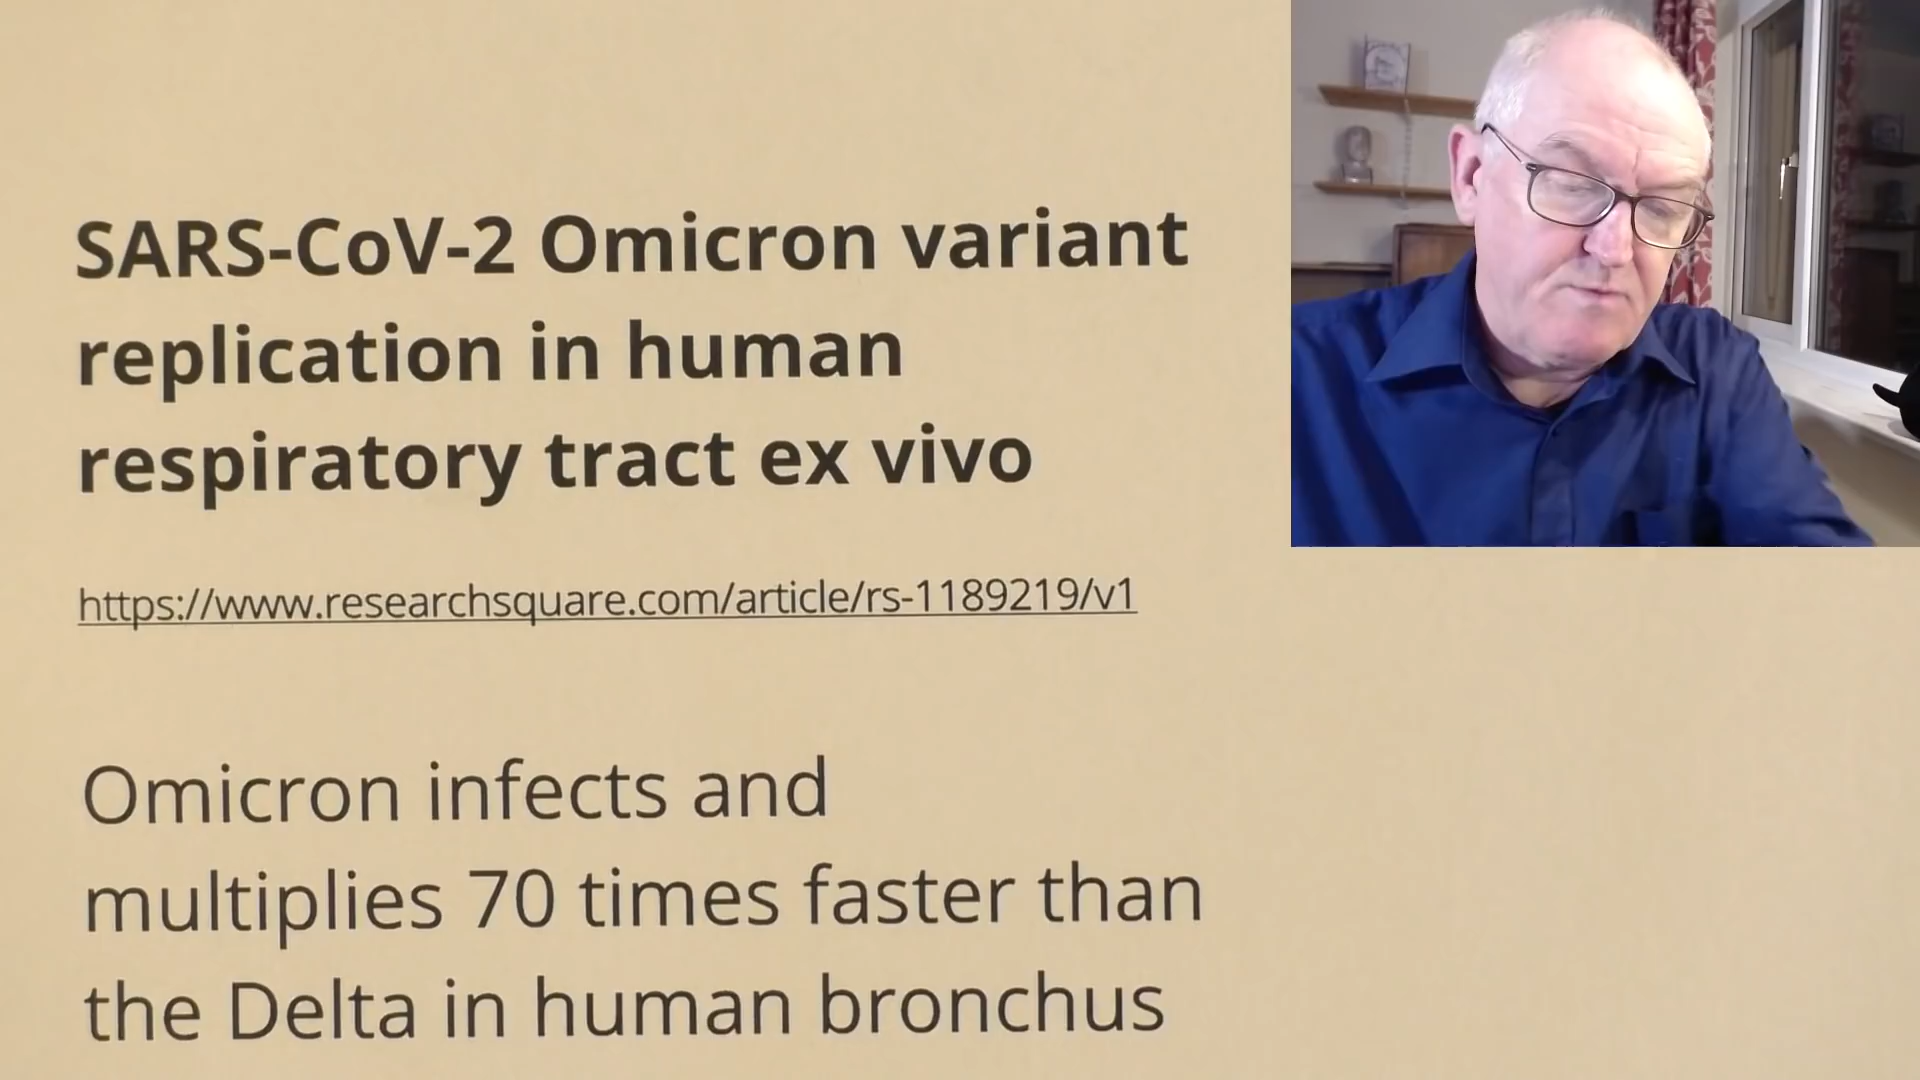 SARS-CoV-2 Omicron variant
replication in human
respiratory tract ex vivo
https://www.researchsquare.com/article/rs-1189219/v1
Omicron infects and
multiplies 70 times faster than
the Delta in human bronchus